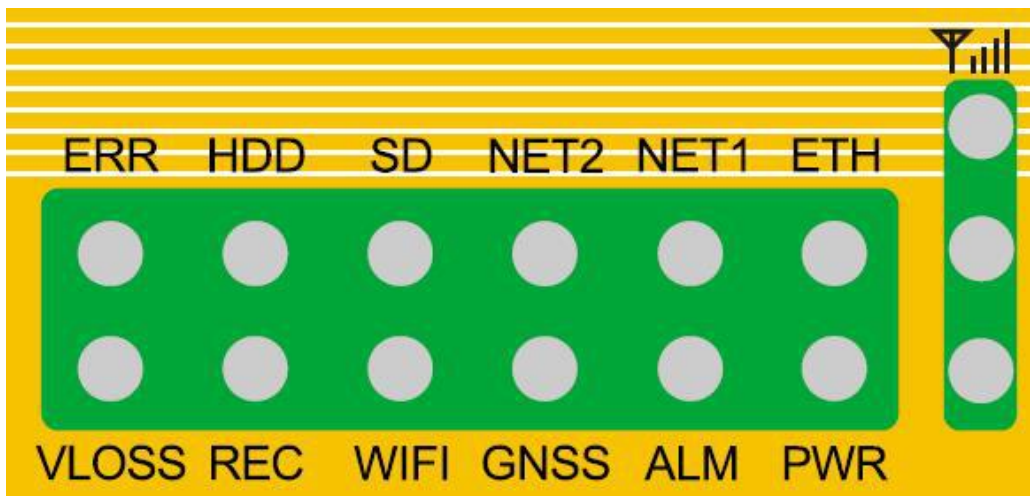 ERR HDD SD NET2 NET1 ETH
VLOSS REC WIFI GNSS ALM PWR